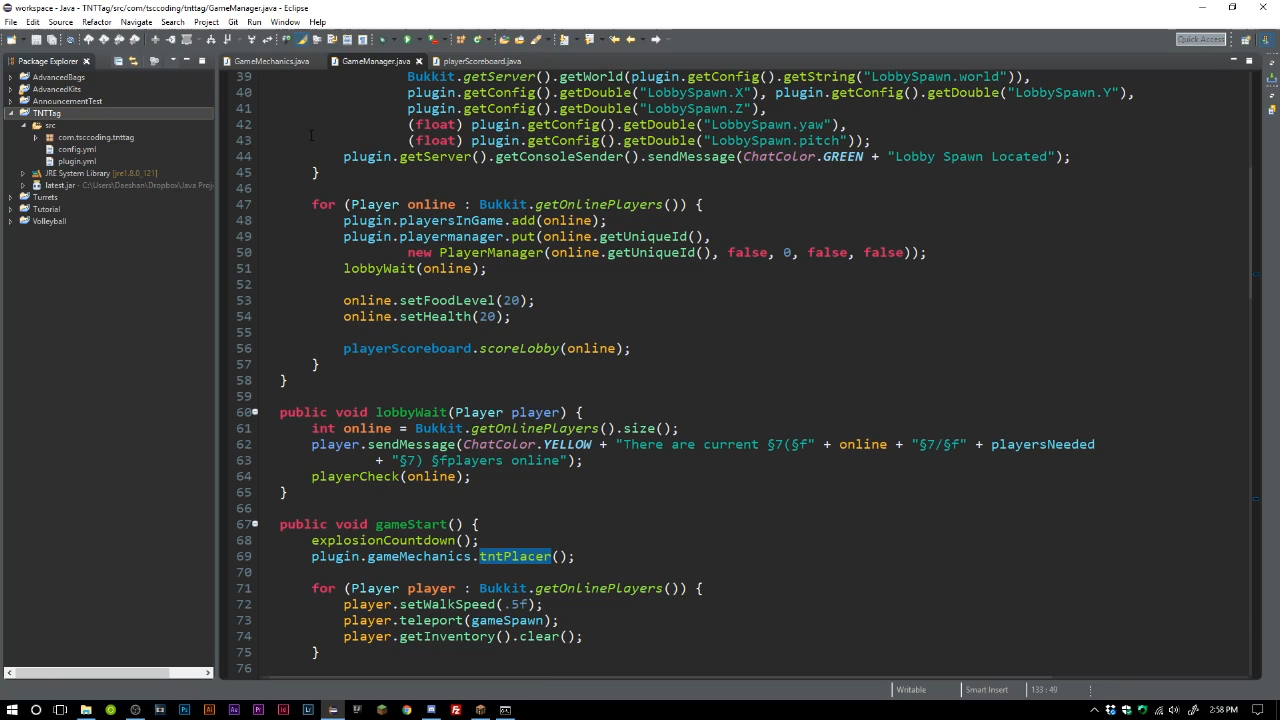 workspace - Java - TNTTag/src/com/tsccoding/tnttag/GameManager.java - Eclipse
File Edit Source Refactor Navigate Search Project Git Run Window Help
Quick Access
Package Explorer
GameMechanics.java
GameManager.java
playerScoreboard.java
AdvancedBags
AdvancedKits
AnnouncementTest
TNTTag
src
com.tsccoding.tnttag
config.yml
plugin.yml
JRE System Library [jre1.8.0_121]
latest.jar - C:\Users\Daeshan\Dropbox\Java Proj
Turrets
Tutorial
Volleyball
39 Bukkit.getServer().getWorld(plugin.getConfig().getString("LobbySpawn.world")),
40 plugin.getConfig().getDouble("LobbySpawn.X"), plugin.getConfig().getDouble("LobbySpawn.Y"),
41 plugin.getConfig().getDouble("LobbySpawn.Z"),
42 (float) plugin.getConfig().getDouble("LobbySpawn.yaw"),
43 (float) plugin.getConfig().getDouble("LobbySpawn.pitch"));
44 plugin.getServer().getConsoleSender().sendMessage(ChatColor.GREEN + "Lobby Spawn Located");
45 }
46
47 for (Player online : Bukkit.getOnlinePlayers()) {
48 plugin.playersInGame.add(online);
49 plugin.playermanager.put(online.getUniqueId(),
50 new PlayerManager(online.getUniqueId(), false, 0, false, false));
51 lobbyWait(online);
52
53 online.setFoodLevel(20);
54 online.setHealth(20);
55
56 playerScoreboard.scoreLobby(online);
57 }
58 }
59
60 public void lobbyWait(Player player) {
61 int online = Bukkit.getOnlinePlayers().size();
62 player.sendMessage(ChatColor.YELLOW + "There are current §7(§f" + online + "§7/§f" + playersNeeded
63 + "§7) §fplayers online");
64 playerCheck(online);
65 }
66
67 public void gameStart() {
68 explosionCountdown();
69 plugin.gameMechanics.tntPlacer();
70
71 for (Player player : Bukkit.getOnlinePlayers()) {
72 player.setWalkSpeed(.5f);
73 player.teleport(gameSpawn);
74 player.getInventory().clear();
75 }
76
Writable Smart Insert 133 : 49
2:58 PM